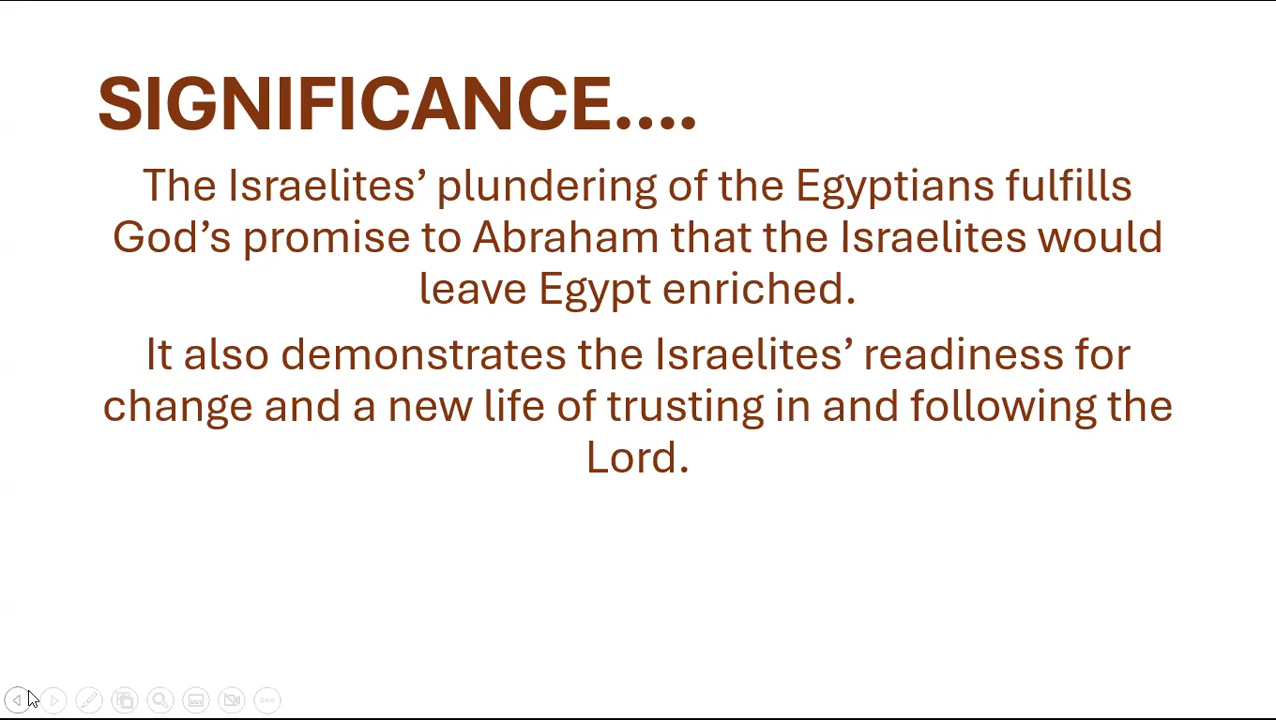 SIGNIFICANCE....
The Israelites’ plundering of the Egyptians fulfills
God’s promise to Abraham that the Israelites would
leave Egypt enriched.
It also demonstrates the Israelites’ readiness for
change and a new life of trusting in and following the
Lord.